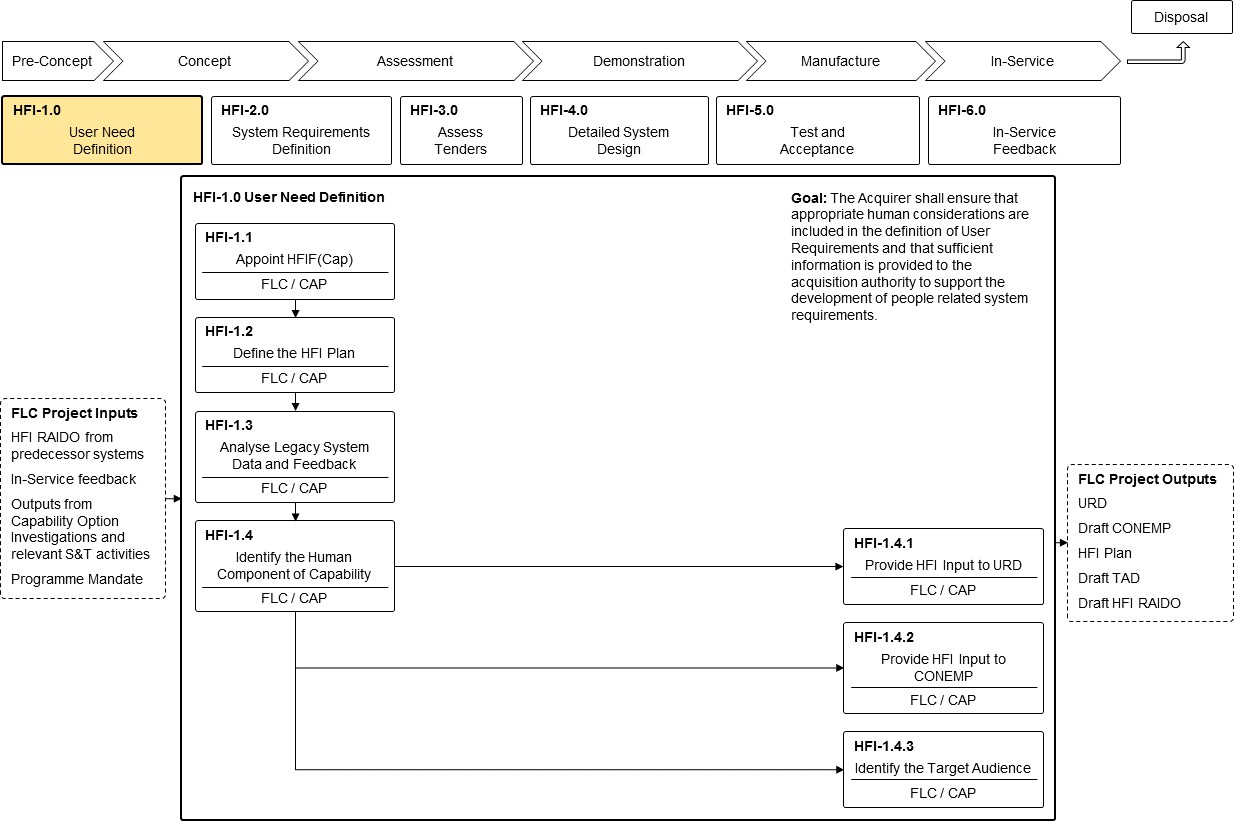 Disposal
Pre-Concept
Concept
Assessment
Demonstration
Manufacture
In-Service
HFI-1.0
User Need
Definition
HFI-2.0
System Requirements
Definition
HFI-3.0
Assess
Tenders
HFI-4.0
Detailed System
Design
HFI-5.0
Test and
Acceptance
HFI-6.0
In-Service
Feedback
HFI-1.0 User Need Definition
Goal: The Acquirer shall ensure that
appropriate human considerations are
included in the definition of User
Requirements and that sufficient
information is provided to the
acquisition authority to support the
development of people related system
requirements.
HFI-1.1
Appoint HFIF(Cap)
FLC / CAP
HFI-1.2
Define the HFI Plan
FLC / CAP
HFI-1.3
Analyse Legacy System
Data and Feedback
FLC / CAP
HFI-1.4
Identify the Human
Component of Capability
FLC / CAP
FLC Project Inputs
HFI RAIDO from
predecessor systems
In-Service feedback
Outputs from
Capability Option
Investigations and
relevant S&T activities
Programme Mandate
HFI-1.4.1
Provide HFI Input to URD
FLC / CAP
HFI-1.4.2
Provide HFI Input to
CONEMP
FLC / CAP
HFI-1.4.3
Identify the Target Audience
FLC / CAP
FLC Project Outputs
URD
Draft CONEMP
HFI Plan
Draft TAD
Draft HFI RAIDO